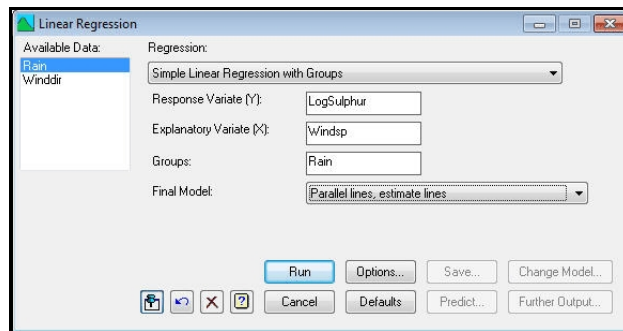 Linear Regression
Available Data:
Rain
Winddir
Regression:
Simple Linear Regression with Groups
Response Variate (Y): LogSulphur
Explanatory Variate (X): Windsp
Groups: Rain
Final Model: Parallel lines, estimate lines
Run Options... Save... Change Model...
Cancel Defaults Predict... Further Output...